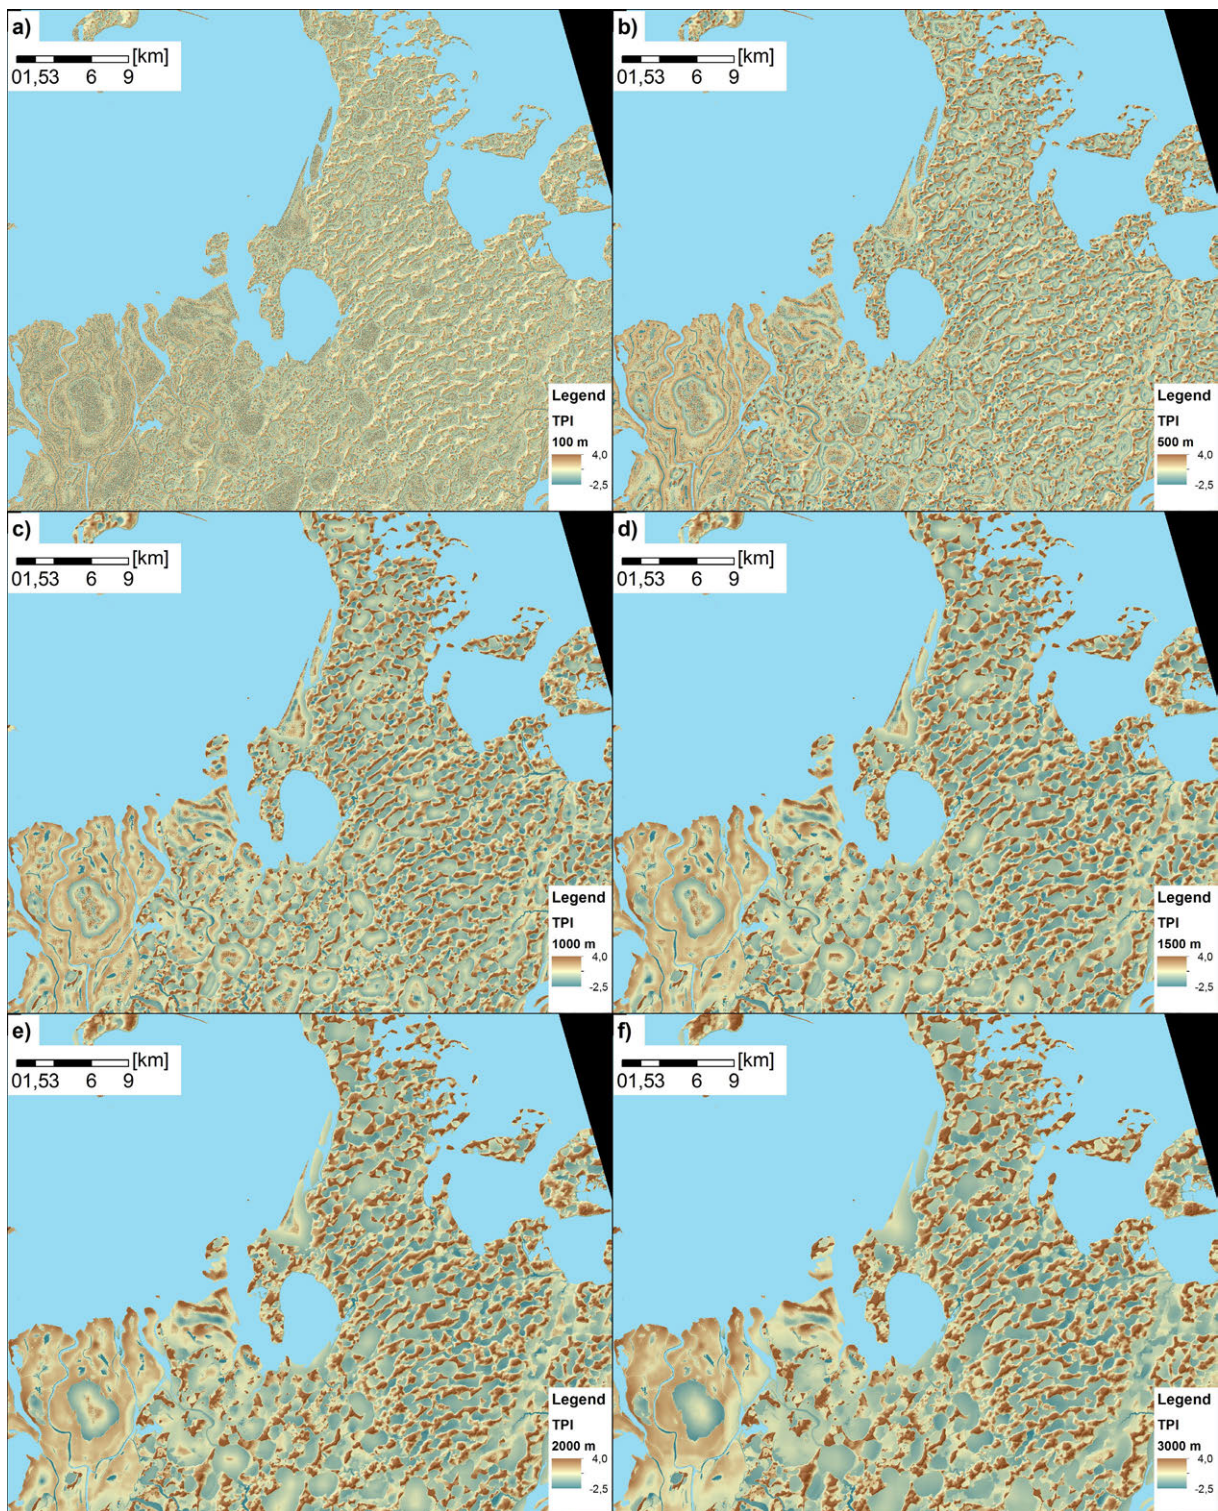 a)
[km]
01,53 6 9
Legend
TPI
100 m
4,0
-2,5
b)
[km]
01,53 6 9
Legend
TPI
500 m
4,0
-2,5
c)
[km]
01,53 6 9
Legend
TPI
1000 m
4,0
-2,5
d)
[km]
01,53 6 9
Legend
TPI
1500 m
4,0
-2,5
e)
[km]
01,53 6 9
Legend
TPI
2000 m
4,0
-2,5
f)
[km]
01,53 6 9
Legend
TPI
3000 m
4,0
-2,5